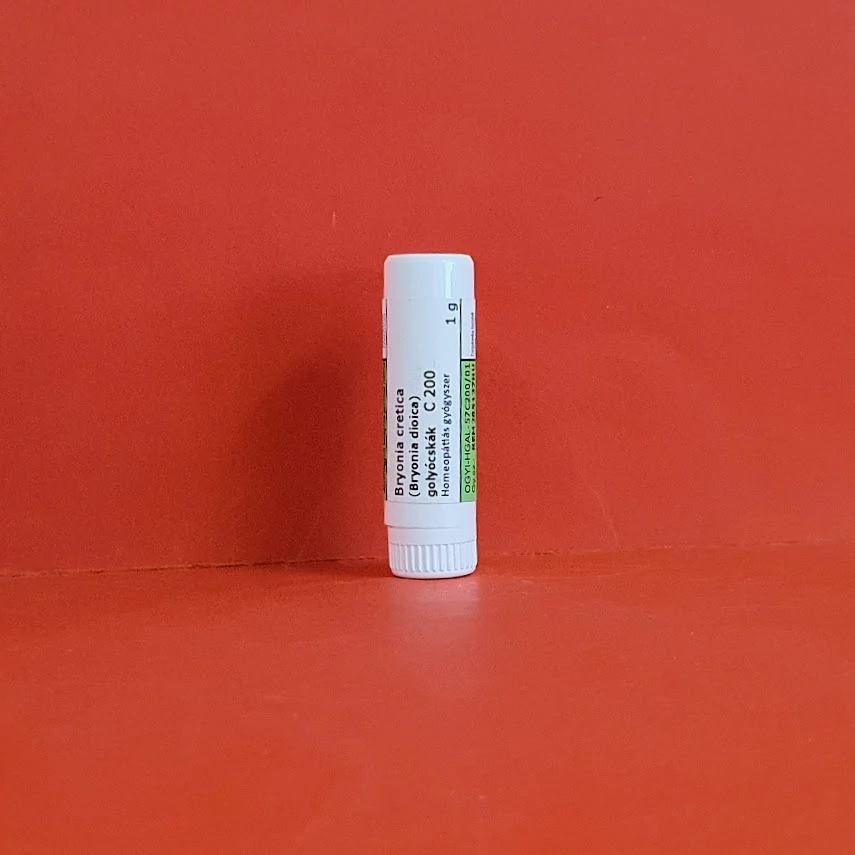 Bryonia cretica
(Bryonia dioica)
golyócskák C 200
Homeopátiás gyógyszer
1 g
OGYI-HGAL-57C200/01